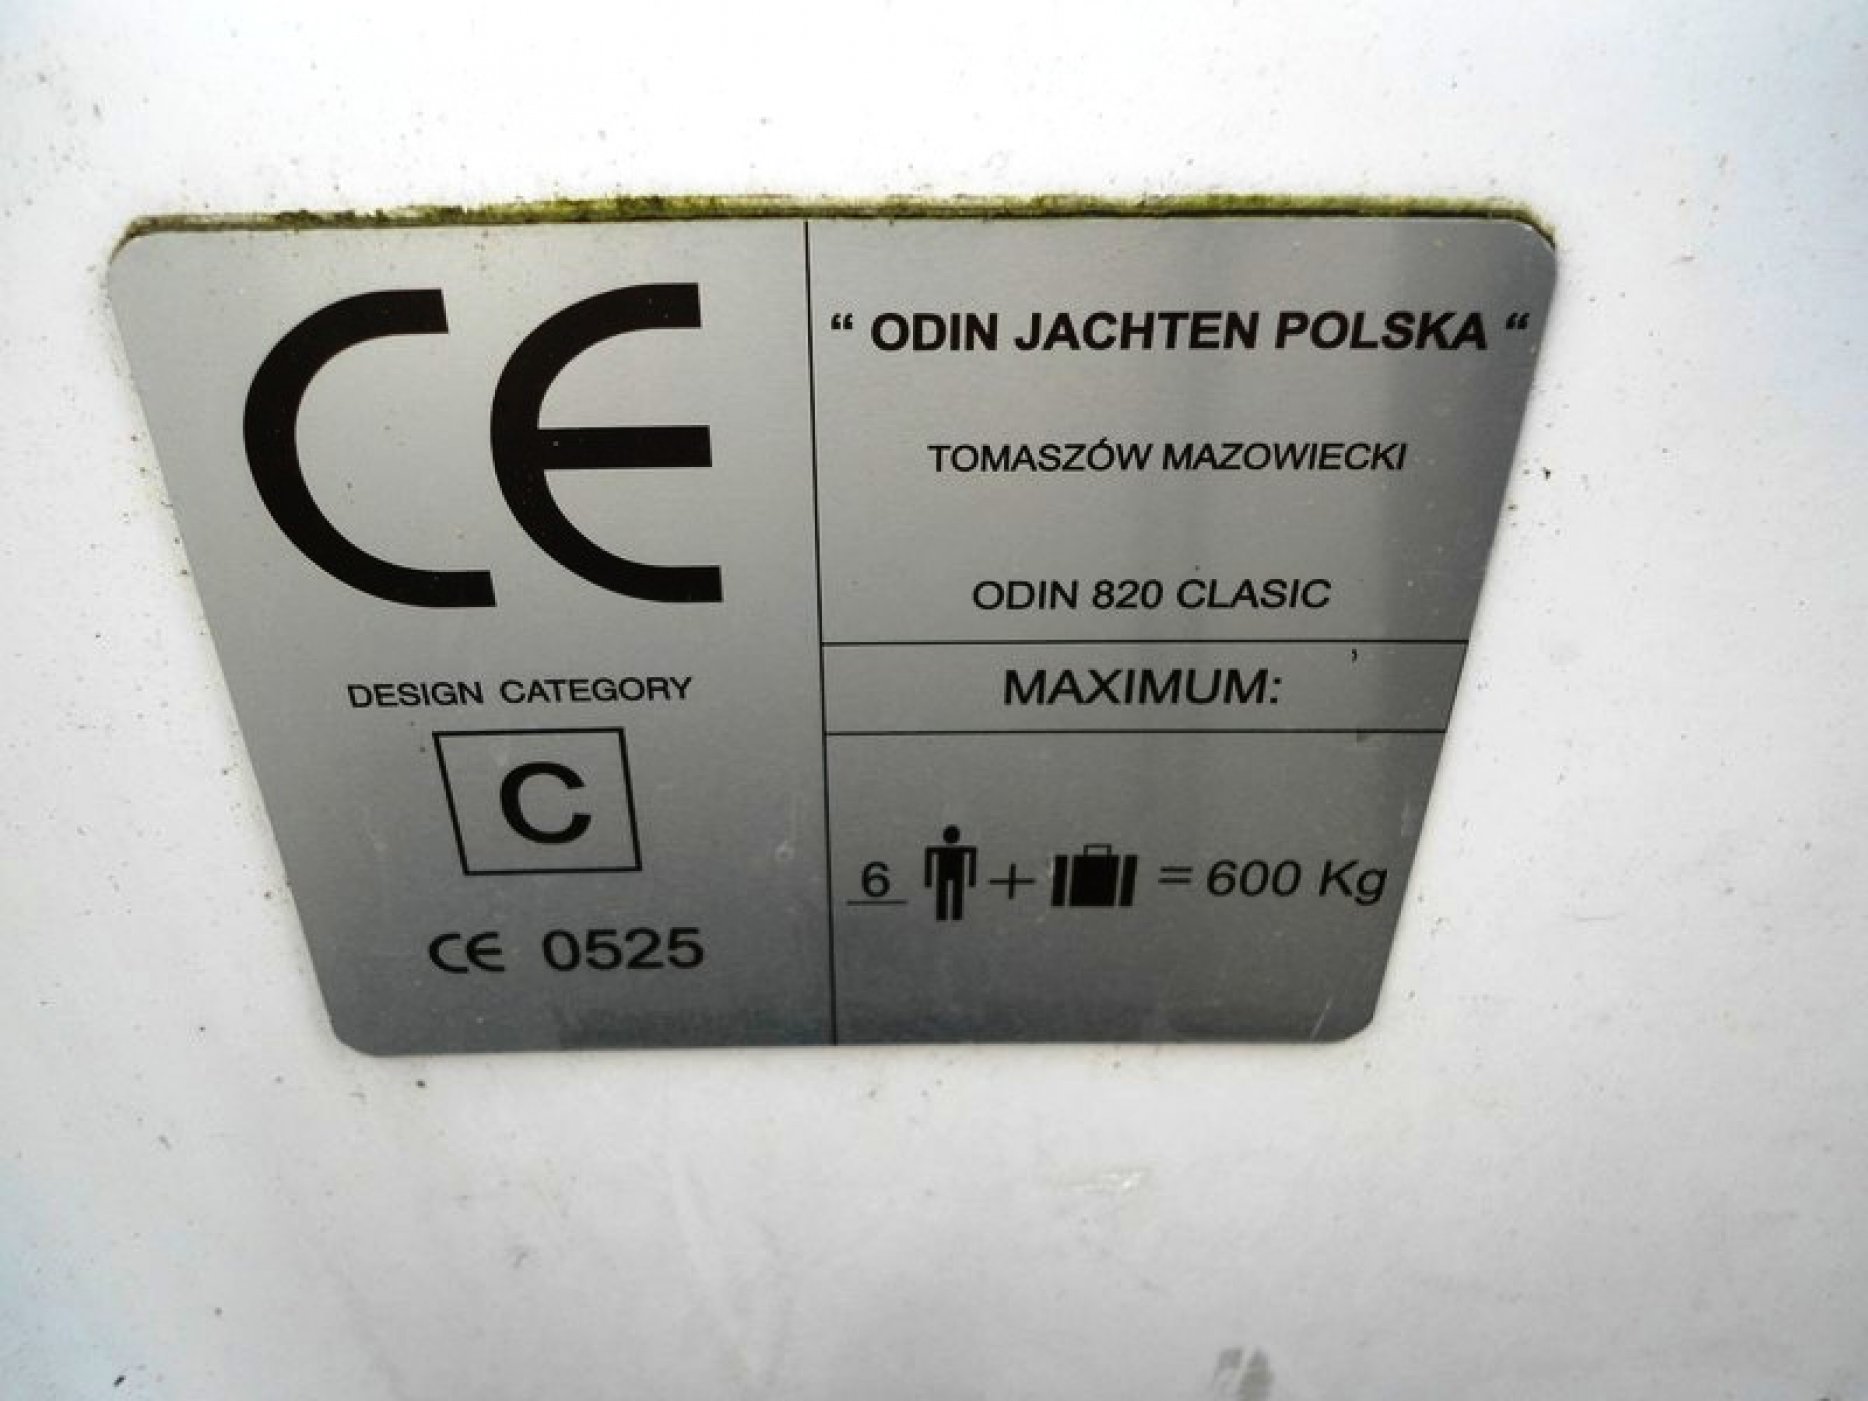 CE
DESIGN CATEGORY
C
CE 0525
“ ODIN JACHTEN POLSKA “
TOMASZÓW MAZOWIECKI
ODIN 820 CLASIC
MAXIMUM:
6 + = 600 Kg